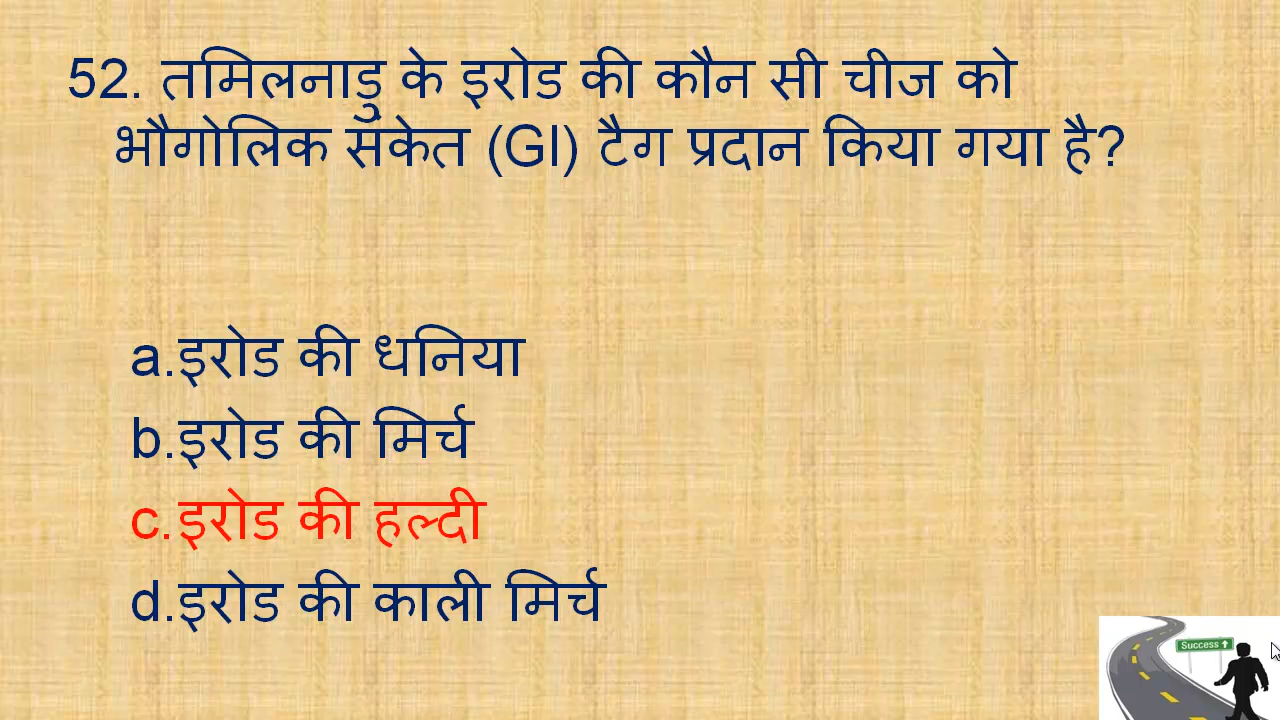 52. तमिलनाडु के इरोड की कौन सी चीज को
भौगोलिक संकेत (GI) टैग प्रदान किया गया है?
a.इरोड की धनिया
b.इरोड की मिर्च
c.इरोड की हल्दी
d.इरोड की काली मिर्च
Success